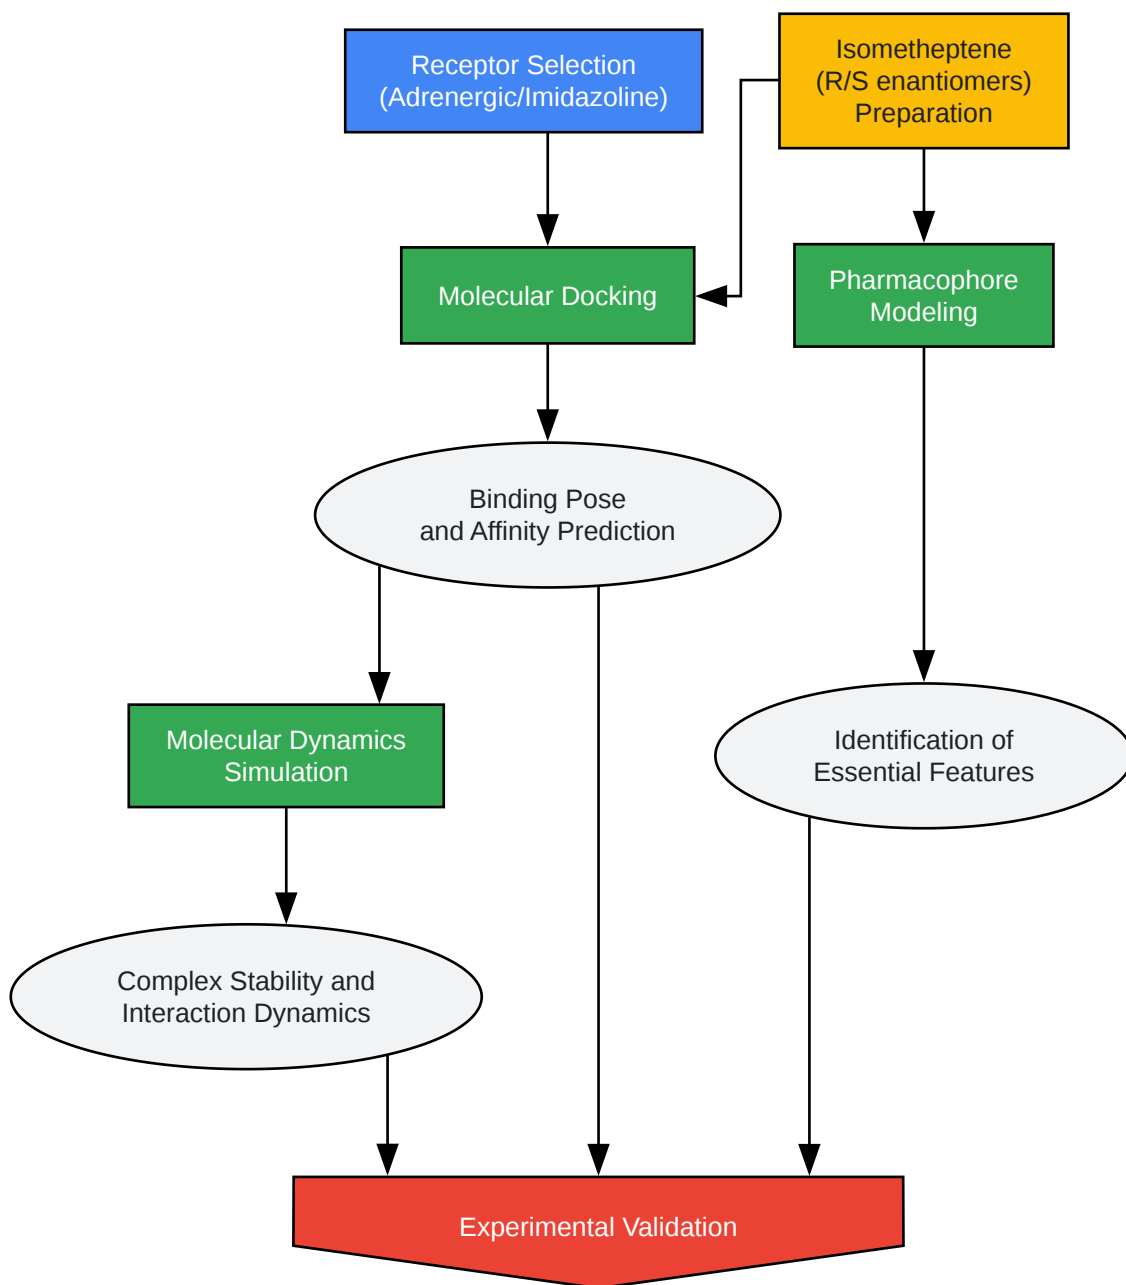 Receptor Selection
(Adrenergic/Imidazoline)
Isometheptene
(R/S enantiomers)
Preparation
Molecular Docking
Pharmacophore
Modeling
Binding Pose
and Affinity Prediction
Molecular Dynamics
Simulation
Identification of
Essential Features
Complex Stability and
Interaction Dynamics
Experimental Validation